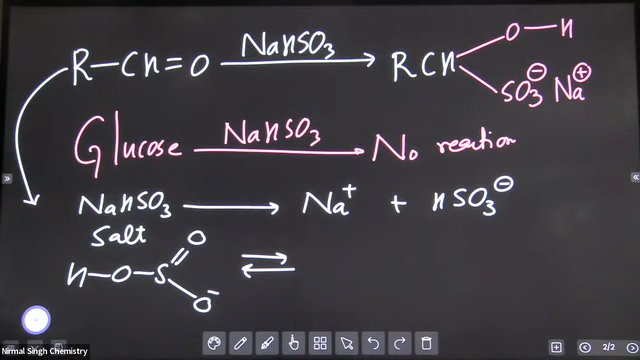 R-CH=O NaHSO3 → RCH O-H
SO3⊖ Na⊕
Glucose NaHSO3 → No reaction
NaHSO3 → Na+ + HSO3⊖
Salt
O
H-O-S ⇌
O-
Nirmal Singh Chemistry
2/2